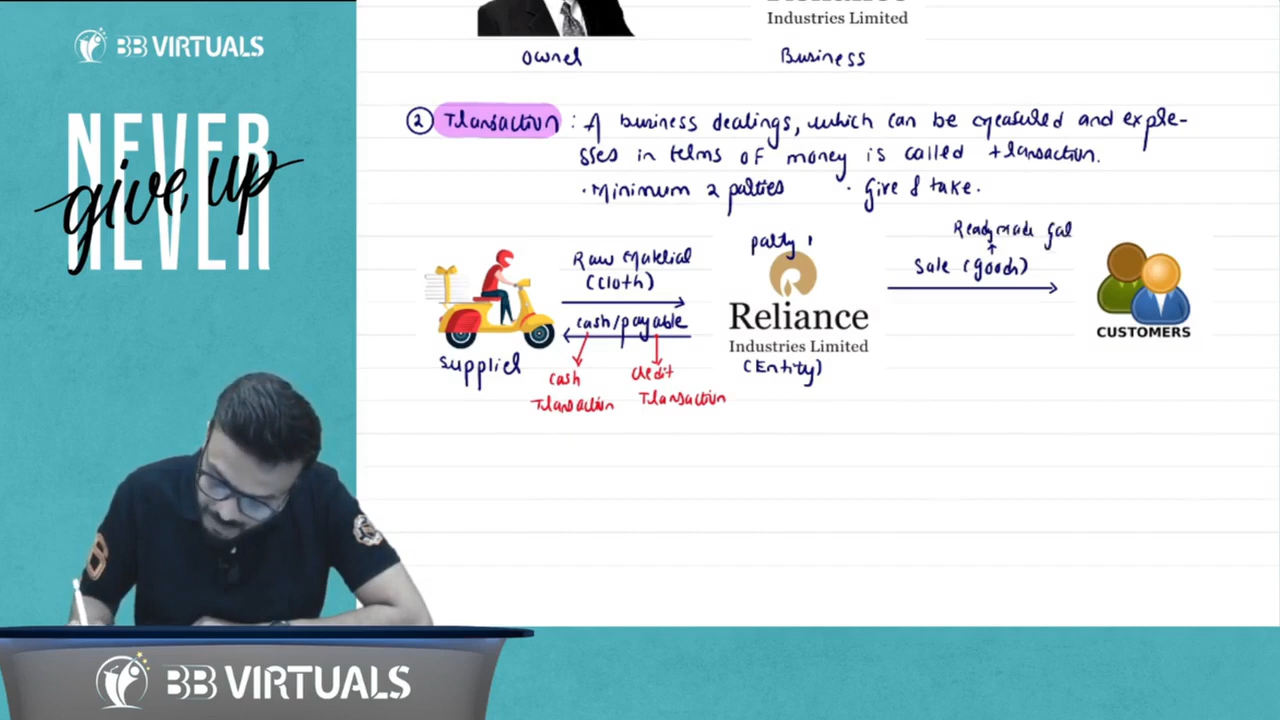 BB VIRTUALS
NEVER
give up
NEVER
Industries Limited
owner
Business
② Transaction : A business dealings, which can be measured and expre-
sses in terms of money is called transaction.
· Minimum 2 parties · Give & take.
Raw material
(cloth)
cash/payable
cash
Transaction
credit
Transaction
Supplier
party 1
Reliance
Industries Limited
(Entity)
Readymade
Sale (goods)
CUSTOMERS
BB VIRTUALS